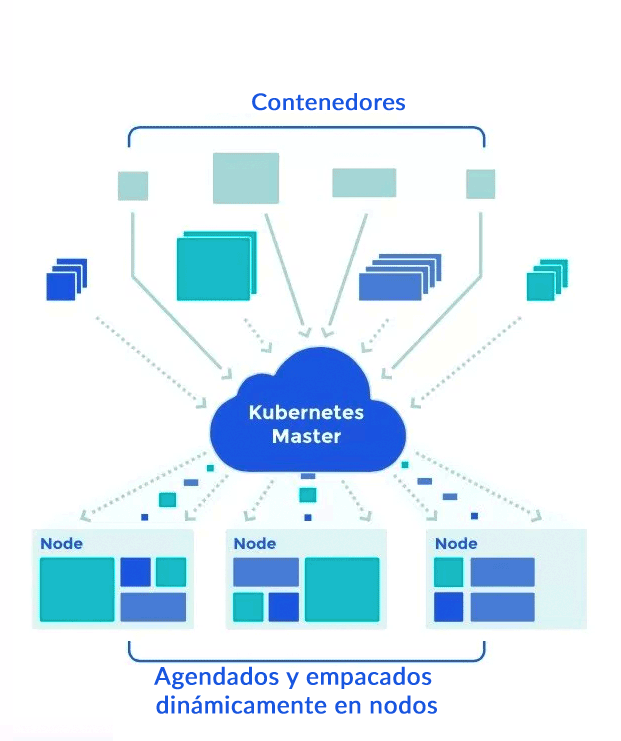 Contenedores
Kubernetes
Master
Node
Node
Node
Agendados y empacados
dinámicamente en nodos